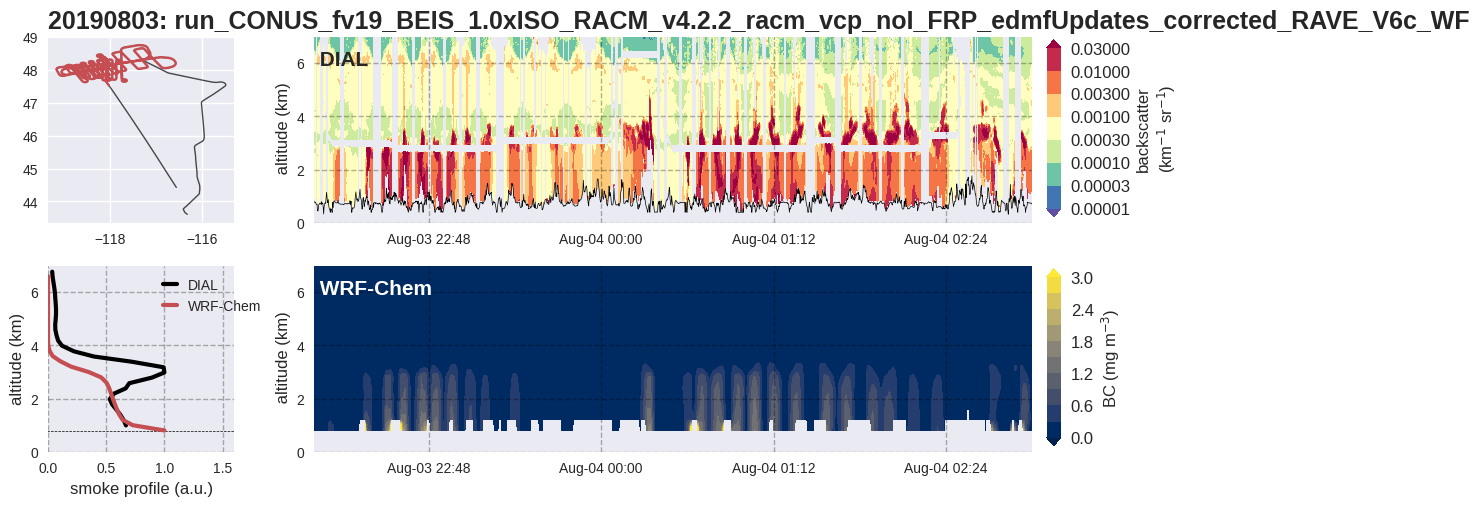 20190803: run_CONUS_fv19_BEIS_1.0xISO_RACM_v4.2.2_racm_vcp_noI_FRP_edmfUpdates_corrected_RAVE_V6c_WF
49
48
47
46
45
44
−118
−116
altitude (km)
6
4
2
0
DIAL
Aug-03 22:48
Aug-04 00:00
Aug-04 01:12
Aug-04 02:24
0.03000
0.01000
0.00300
0.00100
0.00030
0.00010
0.00003
0.00001
backscatter
(km⁻¹ sr⁻¹)
altitude (km)
6
4
2
0
DIAL
WRF-Chem
0.0
0.5
1.0
1.5
smoke profile (a.u.)
altitude (km)
6
4
2
0
WRF-Chem
Aug-03 22:48
Aug-04 00:00
Aug-04 01:12
Aug-04 02:24
3.0
2.4
1.8
1.2
0.6
0.0
BC (mg m⁻³)